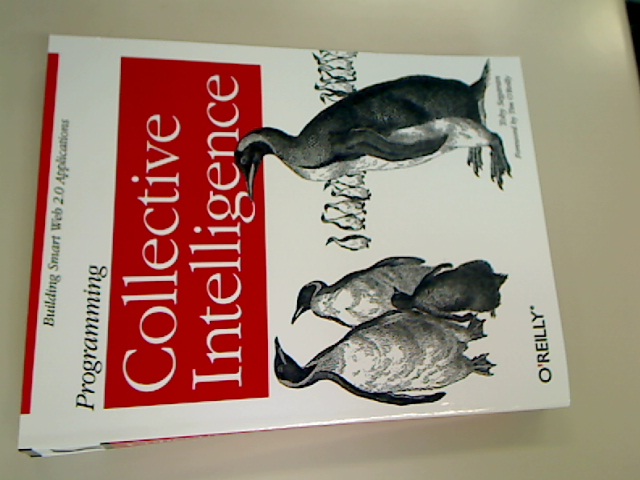 Building Smart Web 2.0 Applications
Programming
Collective
Intelligence
O'REILLY®
Toby Segaran
Foreword by Tim O'Reilly